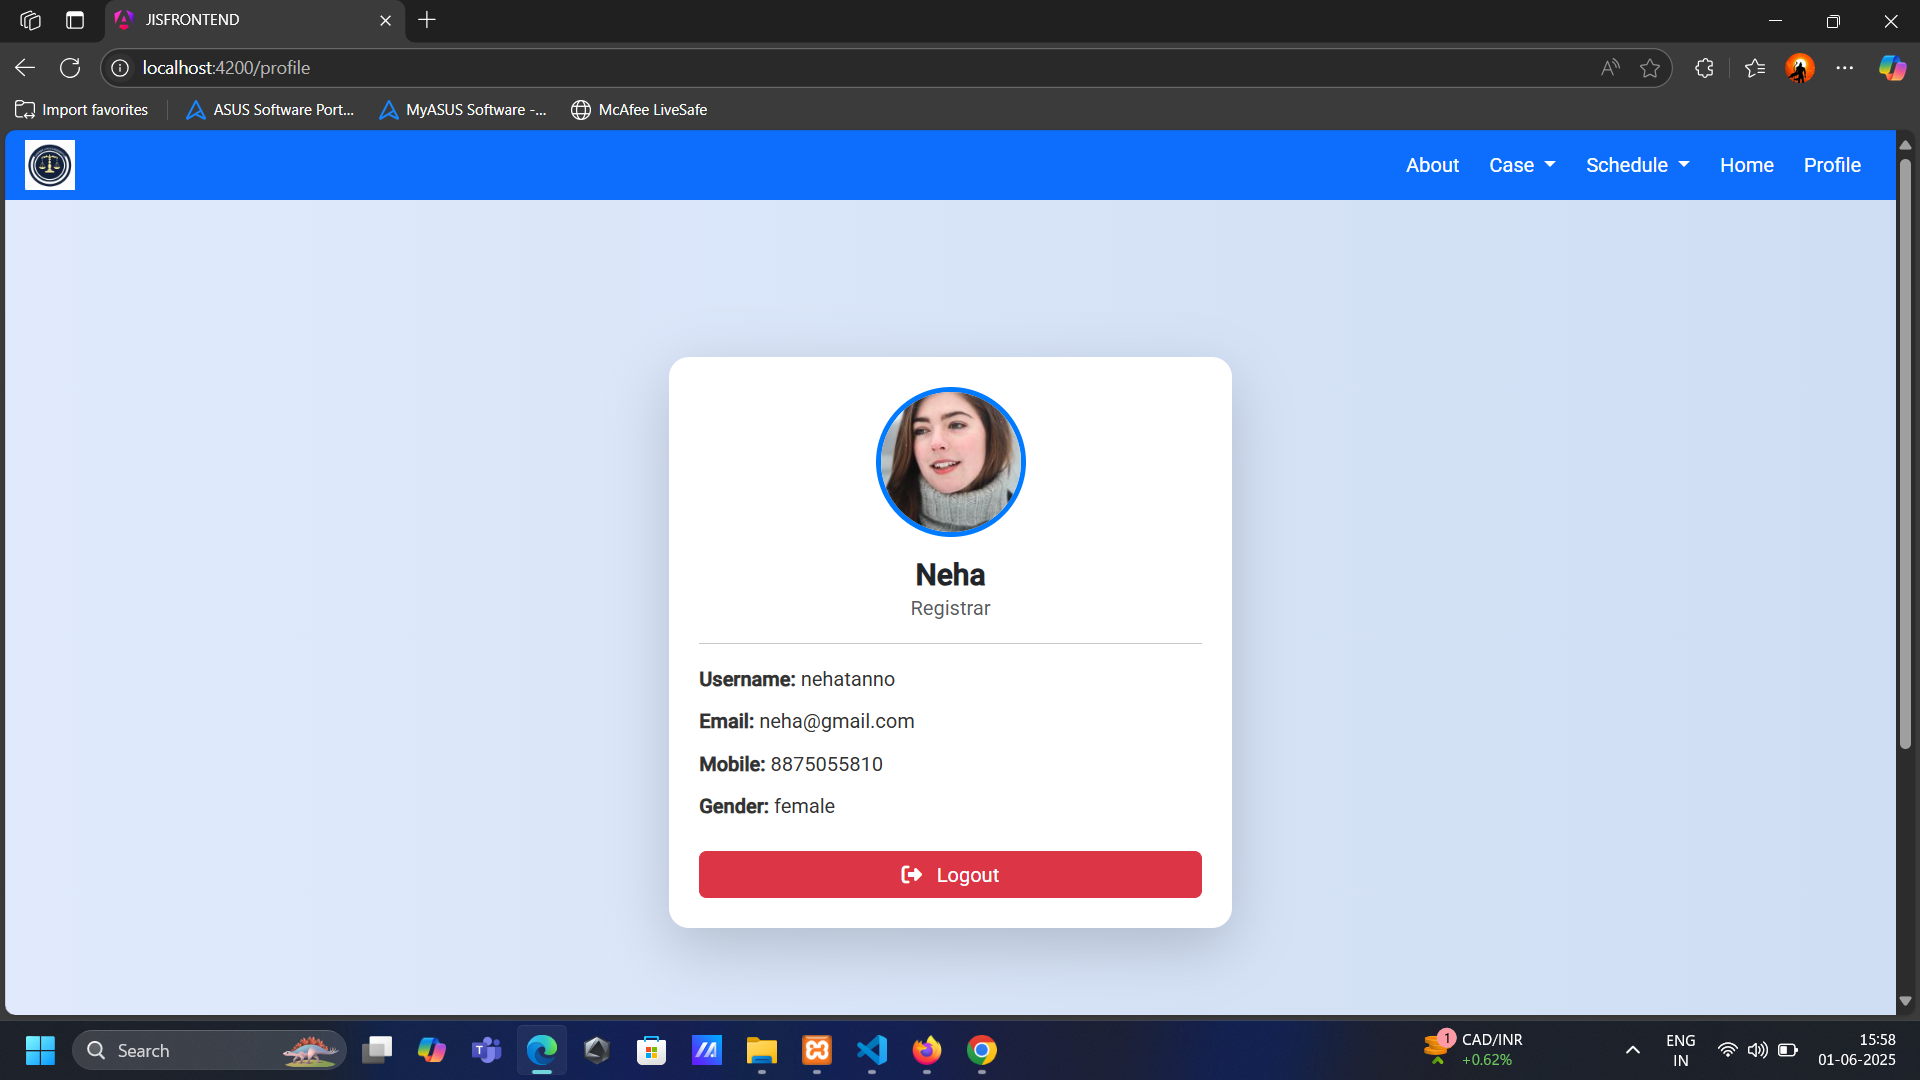 JISFRONTEND
localhost:4200/profile
Import favorites
ASUS Software Port...
MyASUS Software -...
McAfee LiveSafe
About
Case
Schedule
Home
Profile
Neha
Registrar
Username: nehatanno
Email: neha@gmail.com
Mobile: 8875055810
Gender: female
Logout
Search
1
CAD/INR
+0.62%
ENG
IN
15:58
01-06-2025